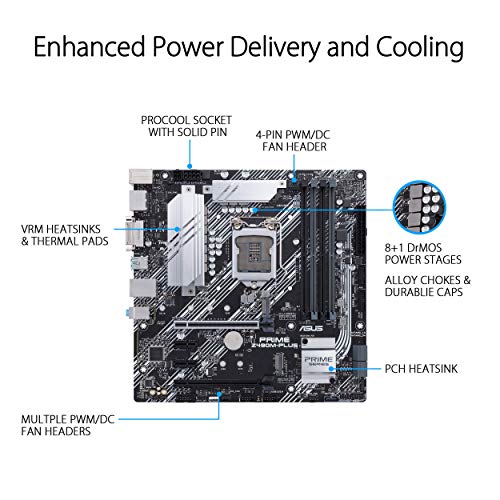 Enhanced Power Delivery and Cooling
PROCOOL SOCKET
WITH SOLID PIN
4-PIN PWM/DC
FAN HEADER
VRM HEATSINKS
& THERMAL PADS
8+1 DrMOS
POWER STAGES
ALLOY CHOKES &
DURABLIE CAPS
PRIME
Z490M-PLUS
ASUS
PRIME
SERIES
PCH HEATSINK
MULTPLE PWM/DC
FAN HEADERS